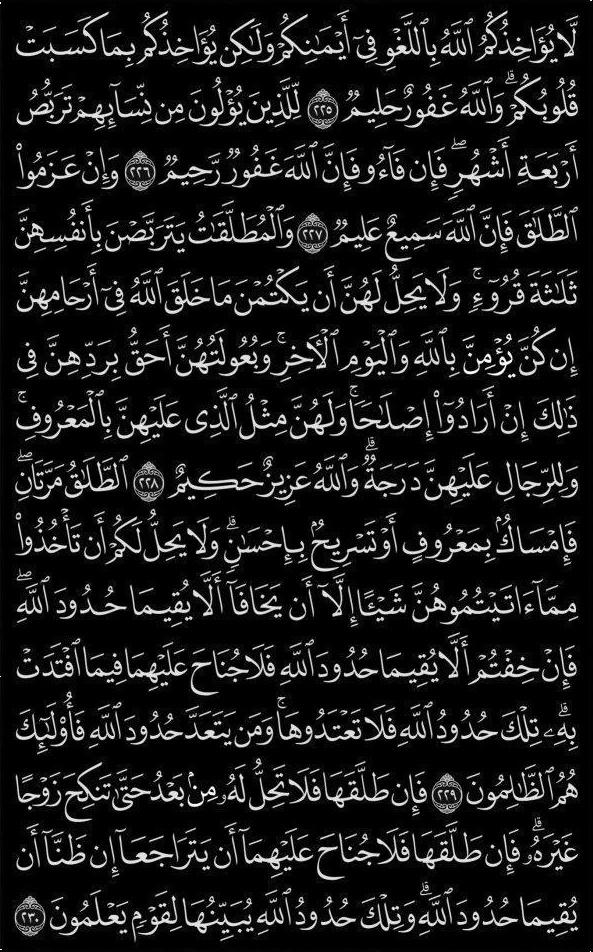 لَّا يُؤَاخِذُكُمُ ٱللَّهُ بِٱللَّغْوِ فِىٓ أَيْمَـٰنِكُمْ وَلَـٰكِن يُؤَاخِذُكُم بِمَا كَسَبَتْ
قُلُوبُكُمْ ۗ وَٱللَّهُ غَفُورٌ حَلِيمٌ ٢٢٥ لِّلَّذِينَ يُؤْلُونَ مِن نِّسَآئِهِمْ تَرَبُّصُ
أَرْبَعَةِ أَشْهُرٍ ۖ فَإِن فَآءُو فَإِنَّ ٱللَّهَ غَفُورٌ رَّحِيمٌ ٢٢٦ وَإِنْ عَزَمُوا۟
ٱلطَّلَـٰقَ فَإِنَّ ٱللَّهَ سَمِيعٌ عَلِيمٌ ٢٢٧ وَٱلْمُطَلَّقَـٰتُ يَتَرَبَّصْنَ بِأَنفُسِهِنَّ
ثَلَـٰثَةَ قُرُوٓءٍ ۚ وَلَا يَحِلُّ لَهُنَّ أَن يَكْتُمْنَ مَا خَلَقَ ٱللَّهُ فِىٓ أَرْحَامِهِنَّ
إِن كُنَّ يُؤْمِنَّ بِٱللَّهِ وَٱلْيَوْمِ ٱلْـَٔاخِرِ ۚ وَبُعُولَتُهُنَّ أَحَقُّ بِرَدِّهِنَّ فِى
ذَٰلِكَ إِنْ أَرَادُوٓا۟ إِصْلَـٰحًا ۚ وَلَهُنَّ مِثْلُ ٱلَّذِى عَلَيْهِنَّ بِٱلْمَعْرُوفِ ۚ
وَلِلرِّجَالِ عَلَيْهِنَّ دَرَجَةٌ ۗ وَٱللَّهُ عَزِيزٌ حَكِيمٌ ٢٢٨ ٱلطَّلَـٰقُ مَرَّتَانِ ۖ
فَإِمْسَاكٌۢ بِمَعْرُوفٍ أَوْ تَسْرِيحٌۢ بِإِحْسَـٰنٍ ۗ وَلَا يَحِلُّ لَكُمْ أَن تَأْخُذُوا۟
مِمَّآ ءَاتَيْتُمُوهُنَّ شَيْـًٔا إِلَّآ أَن يَخَافَآ أَلَّا يُقِيمَا حُدُودَ ٱللَّهِ ۖ
فَإِنْ خِفْتُمْ أَلَّا يُقِيمَا حُدُودَ ٱللَّهِ فَلَا جُنَاحَ عَلَيْهِمَا فِيمَا ٱفْتَدَتْ
بِهِۦ ۗ تِلْكَ حُدُودُ ٱللَّهِ فَلَا تَعْتَدُوهَا ۚ وَمَن يَتَعَدَّ حُدُودَ ٱللَّهِ فَأُو۟لَـٰٓئِكَ
هُمُ ٱلظَّـٰلِمُونَ ٢٢٩ فَإِن طَلَّقَهَا فَلَا تَحِلُّ لَهُۥ مِنۢ بَعْدُ حَتَّىٰ تَنكِحَ زَوْجًا
غَيْرَهُۥ ۗ فَإِن طَلَّقَهَا فَلَا جُنَاحَ عَلَيْهِمَآ أَن يَتَرَاجَعَآ إِن ظَنَّآ أَن
يُقِيمَا حُدُودَ ٱللَّهِ ۗ وَتِلْكَ حُدُودُ ٱللَّهِ يُبَيِّنُهَا لِقَوْمٍ يَعْلَمُونَ ٢٣٠